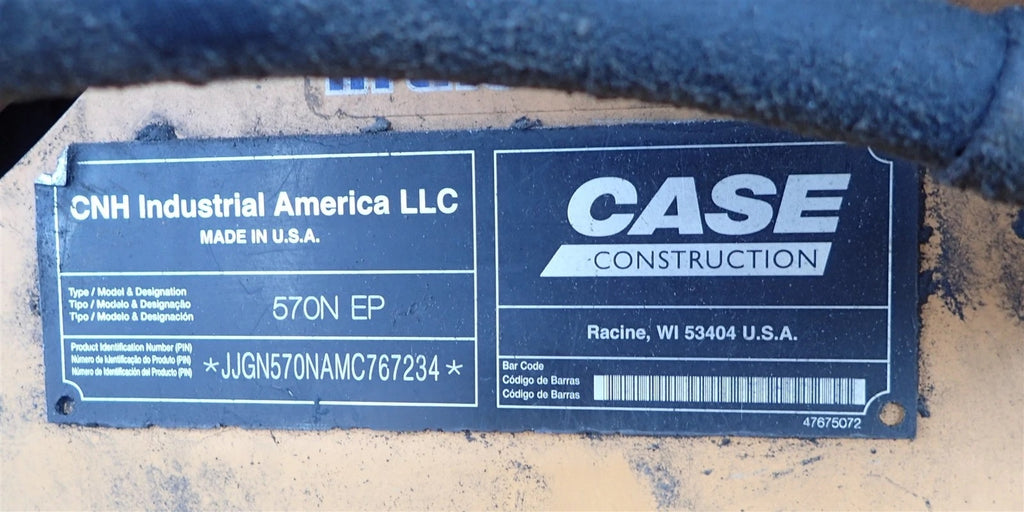 CNH Industrial America LLC
MADE IN U.S.A.
Type / Model & Designation
Tipo / Modelo & Designação
Tipo / Modelo & Designación
570N EP
Product Identification Number (PIN)
Número de Identificação do Produto (PIN)
Número de Identificación del Producto (PIN)
*JJGN570NAMC767234*
CASE
CONSTRUCTION
Racine, WI 53404 U.S.A.
Bar Code
Código de Barras
Código de Barras
47675072